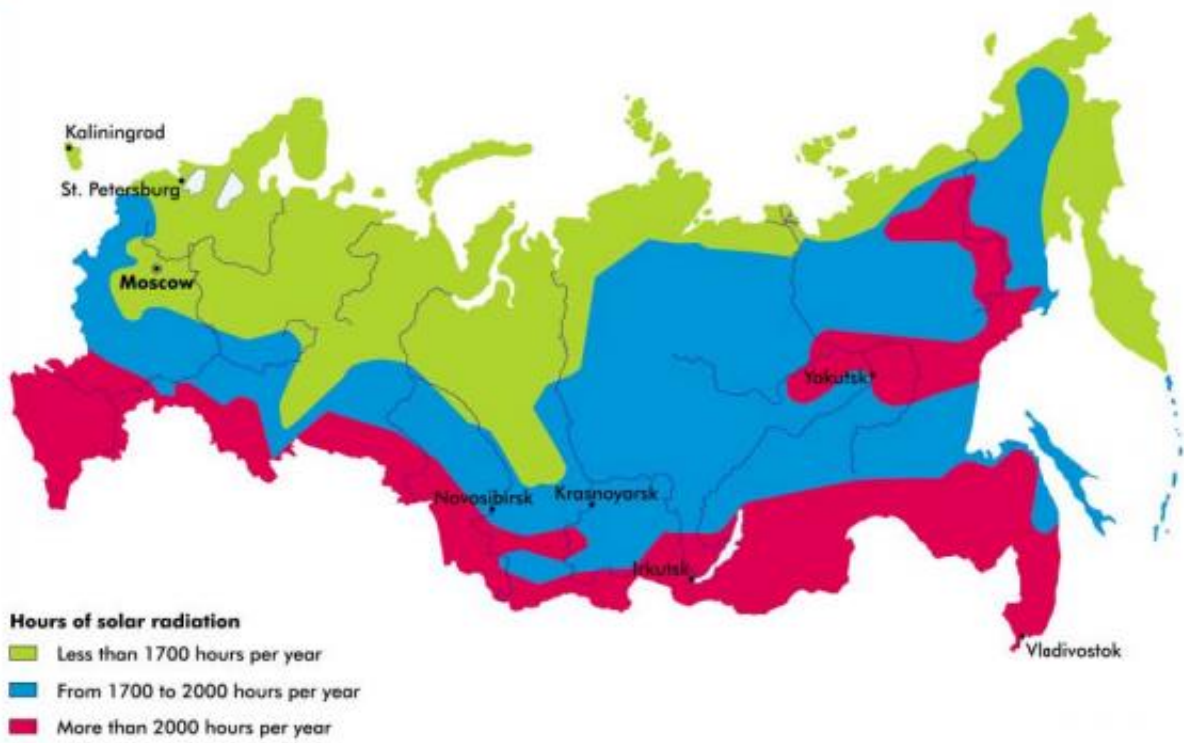 Kaliningrad
St. Petersburg
Moscow
Yakutsk
Novosibirsk
Krasnoyarsk
Irkutsk
Vladivostok
Hours of solar radiation
Less than 1700 hours per year
From 1700 to 2000 hours per year
More than 2000 hours per year